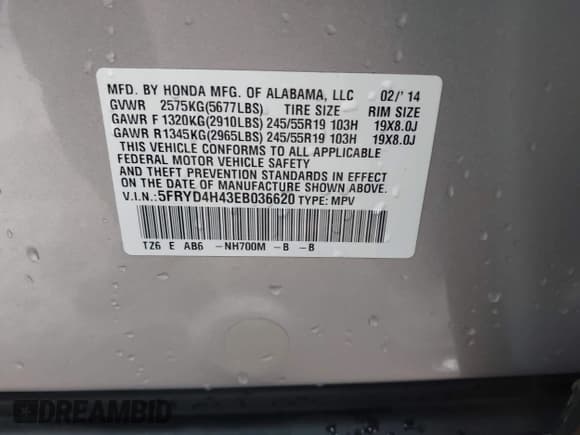 MFD. BY HONDA MFG. OF ALABAMA, LLC 02/' 14
GVWR 2575KG(5677LBS) TIRE SIZE RIM SIZE
GAWR F 1320KG(2910LBS) 245/55R19 103H 19X8.0J
GAWR R1345KG(2965LBS) 245/55R19 103H 19X8.0J
THIS VEHICLE CONFORMS TO ALL APPLICABLE
FEDERAL MOTOR VEHICLE SAFETY
AND THEFT PREVENTION STANDARDS IN EFFECT
ON THE DATE OF MANUFACTURE SHOWN ABOVE.
V.I.N.:5FRYD4H43EB036620 TYPE: MPV
TZ6 E AB6 -NH700M -B -B
DREAMBID